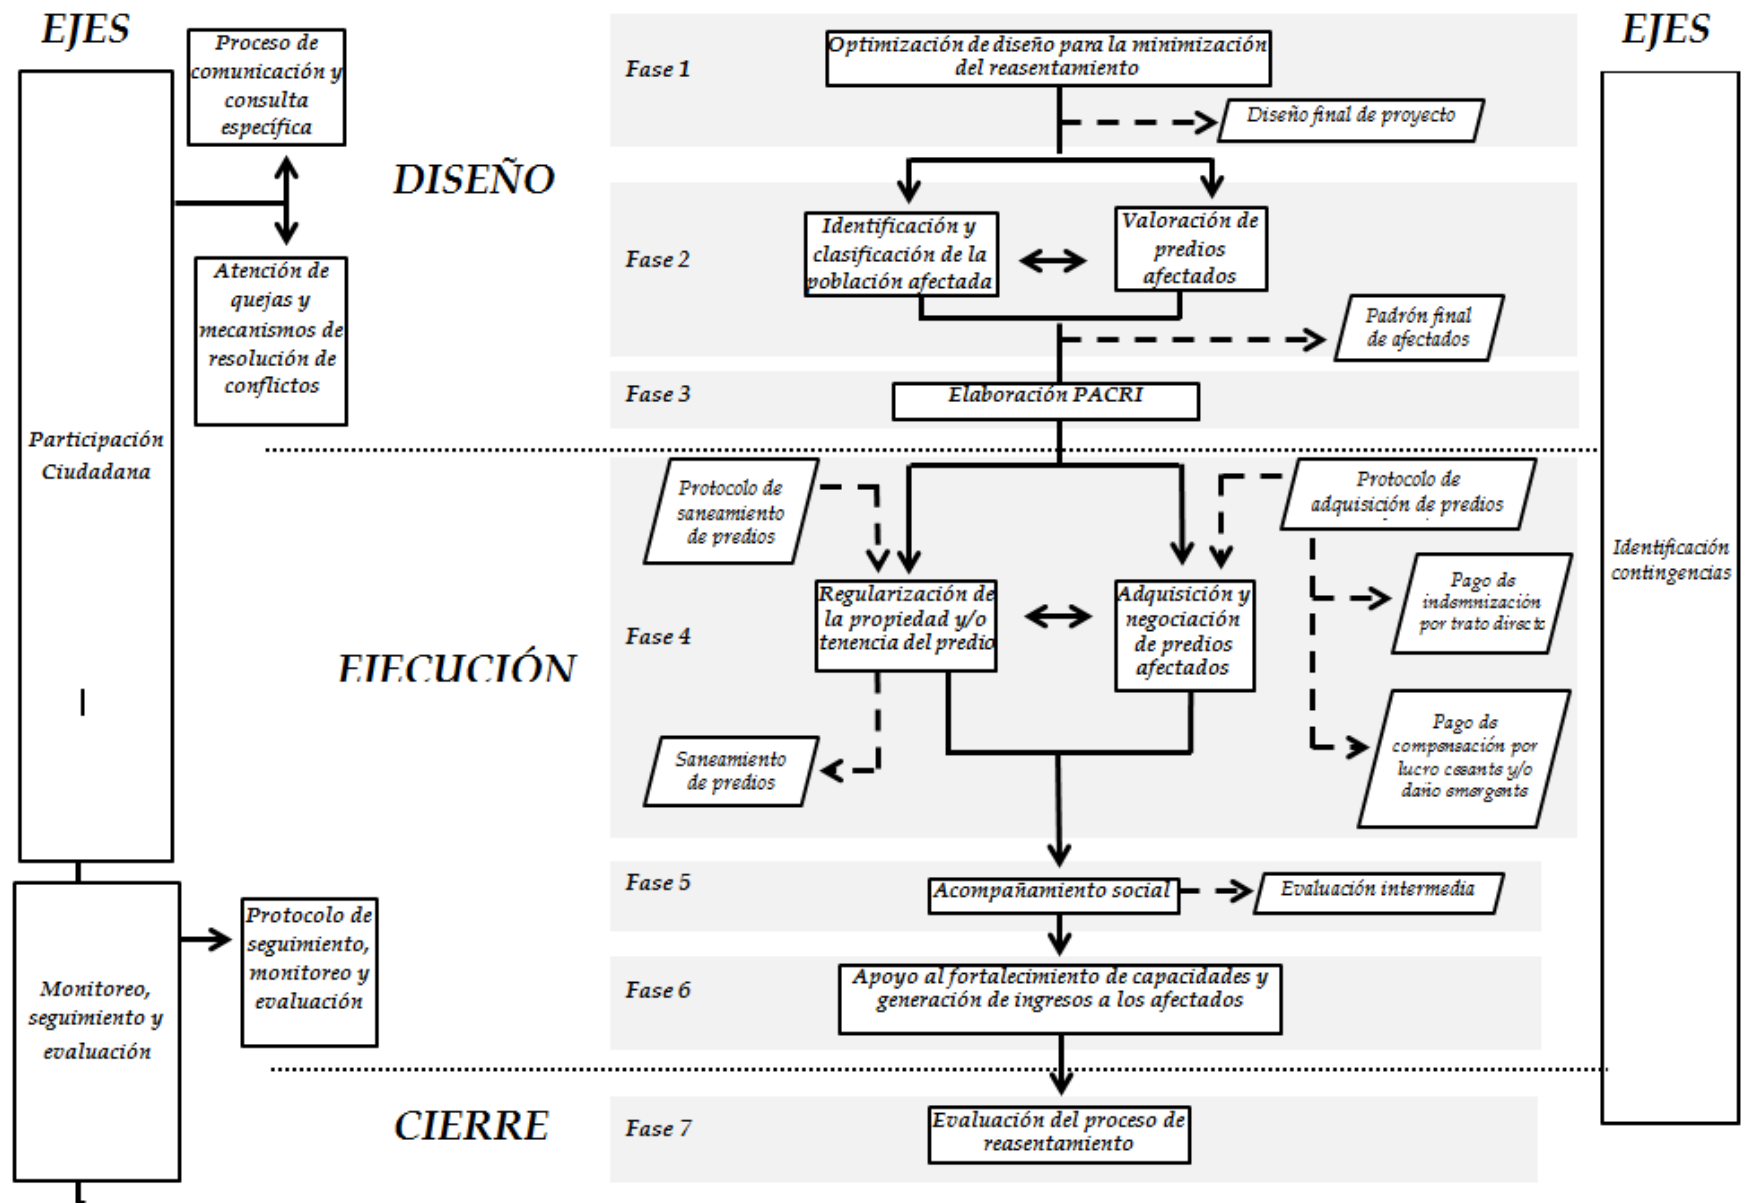 EJES
Proceso de
comunicación y
consulta
específica
Atención de
quejas y
mecanismos de
resolución de
conflictos
Participación
Ciudadana
Monitoreo,
seguimiento y
evaluación
Protocolo de
seguimiento,
monitoreo y
evaluación
DISEÑO
Fase 1
Optimización de diseño para la minimización
del reasentamiento
Diseño final de proyecto
Fase 2
Identificación y
clasificación de la
población afectada
Valoración de
predios
afectados
Padrón final
de afectados
Fase 3
Elaboración PACRI
EJECUCIÓN
Fase 4
Protocolo de
saneamiento
de predios
Protocolo de
adquisición de predios
Regularización de
la propiedad y/o
tenencia del predio
Adquisición y
negociación
de predios
afectados
Pago de
indemnización
por trato directo
Saneamiento
de predios
Pago de
compensación por
lucro cesante y/o
daño emergente
Fase 5
Acompañamiento social
Evaluación intermedia
Fase 6
Apoyo al fortalecimiento de capacidades y
generación de ingresos a los afectados
CIERRE
Fase 7
Evaluación del proceso de
reasentamiento
EJES
Identificación
contingencias